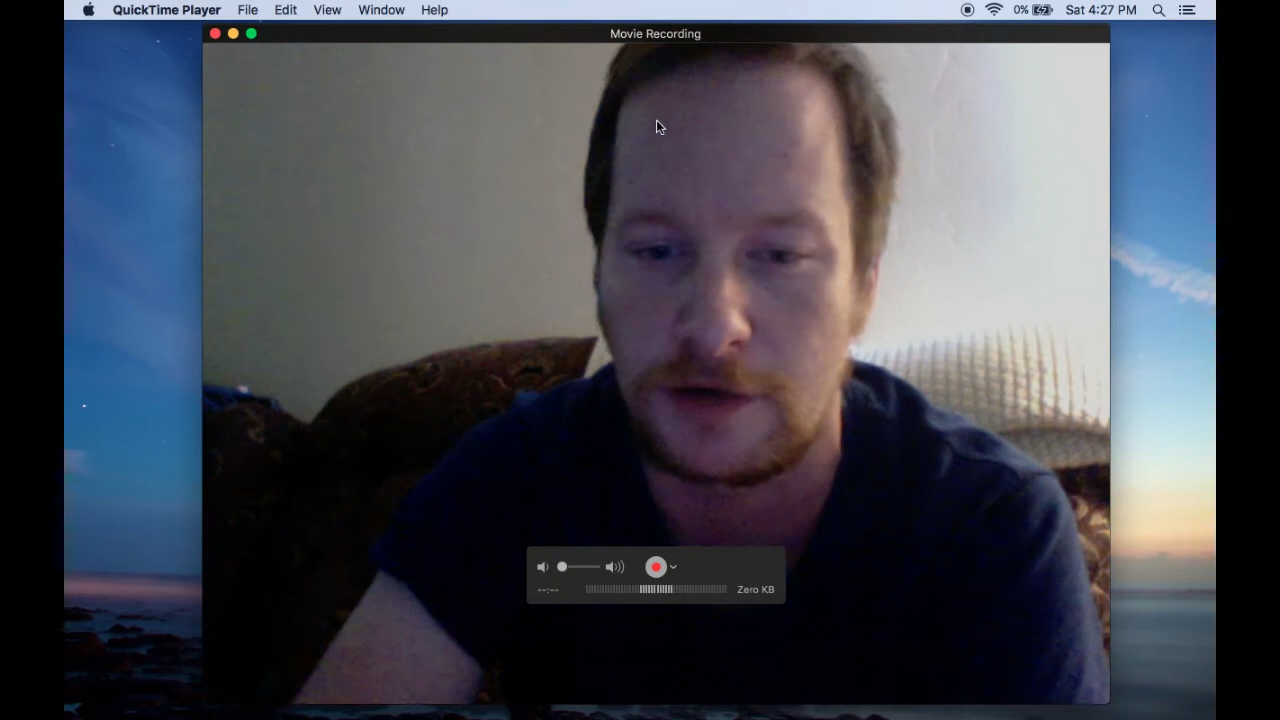 QuickTime Player File Edit View Window Help 0% Sat 4:27 PM
Movie Recording
--:-- Zero KB